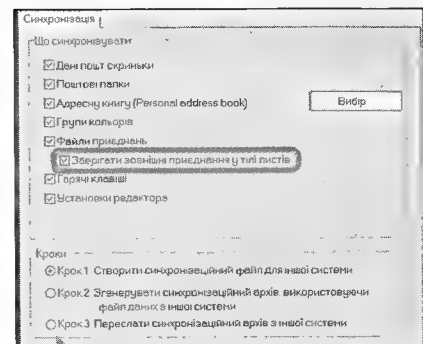 Синхронізація
Що синхронізувати
Дані пошт скриньки
Поштові папки
Адресну книгу (Personal address book)
Вибір
Групи кольорів
Файли приєднань
Зберігати зовнішні приєднання у тілі листів
Гарячі клавіші
Установки редактора
Кроки
Крок 1 Створити синхронізаційний файл для іншої системи
Крок 2 Згенерувати синхронізаційний архів використовуючи
файл даних з іншої системи
Крок 3 Переслати синхронізаційний архів з іншої системи